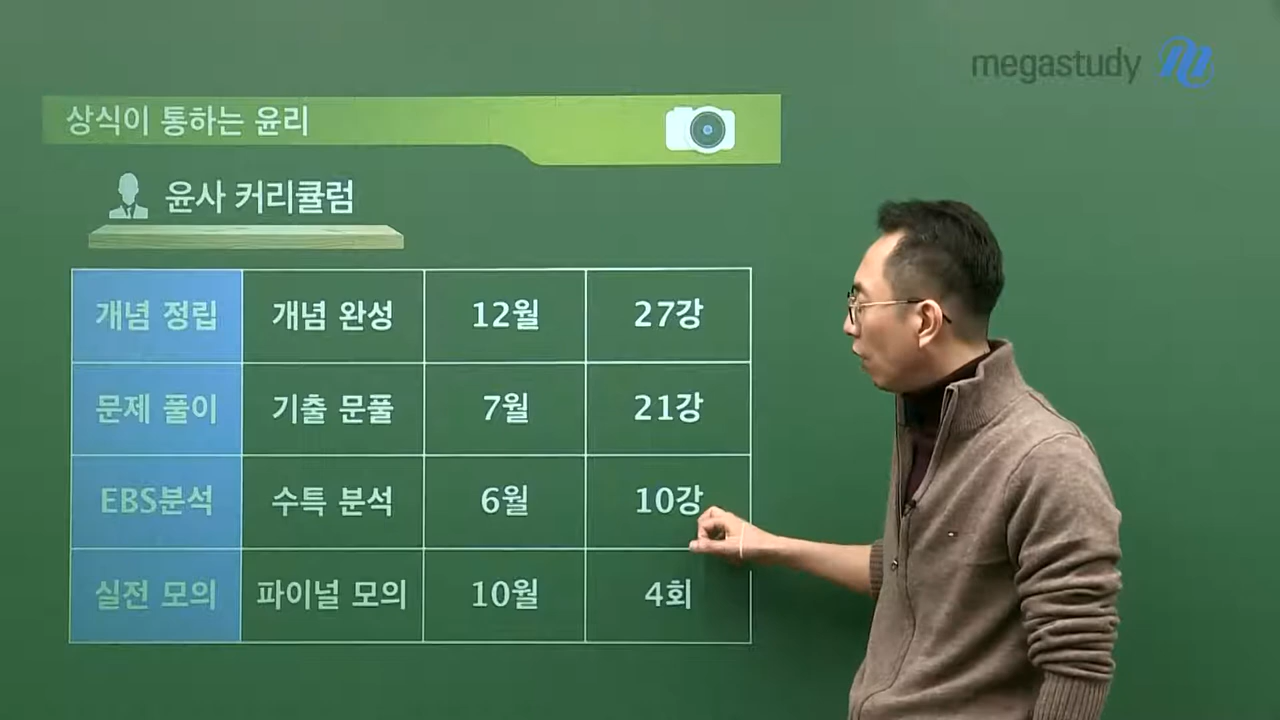 megastudy
상식이 통하는 윤리
윤사 커리큘럼
개념 정립 개념 완성 12월 27강
문제 풀이 기출 문풀 7월 21강
EBS분석 수특 분석 6월 10강
실전 모의 파이널 모의 10월 4회